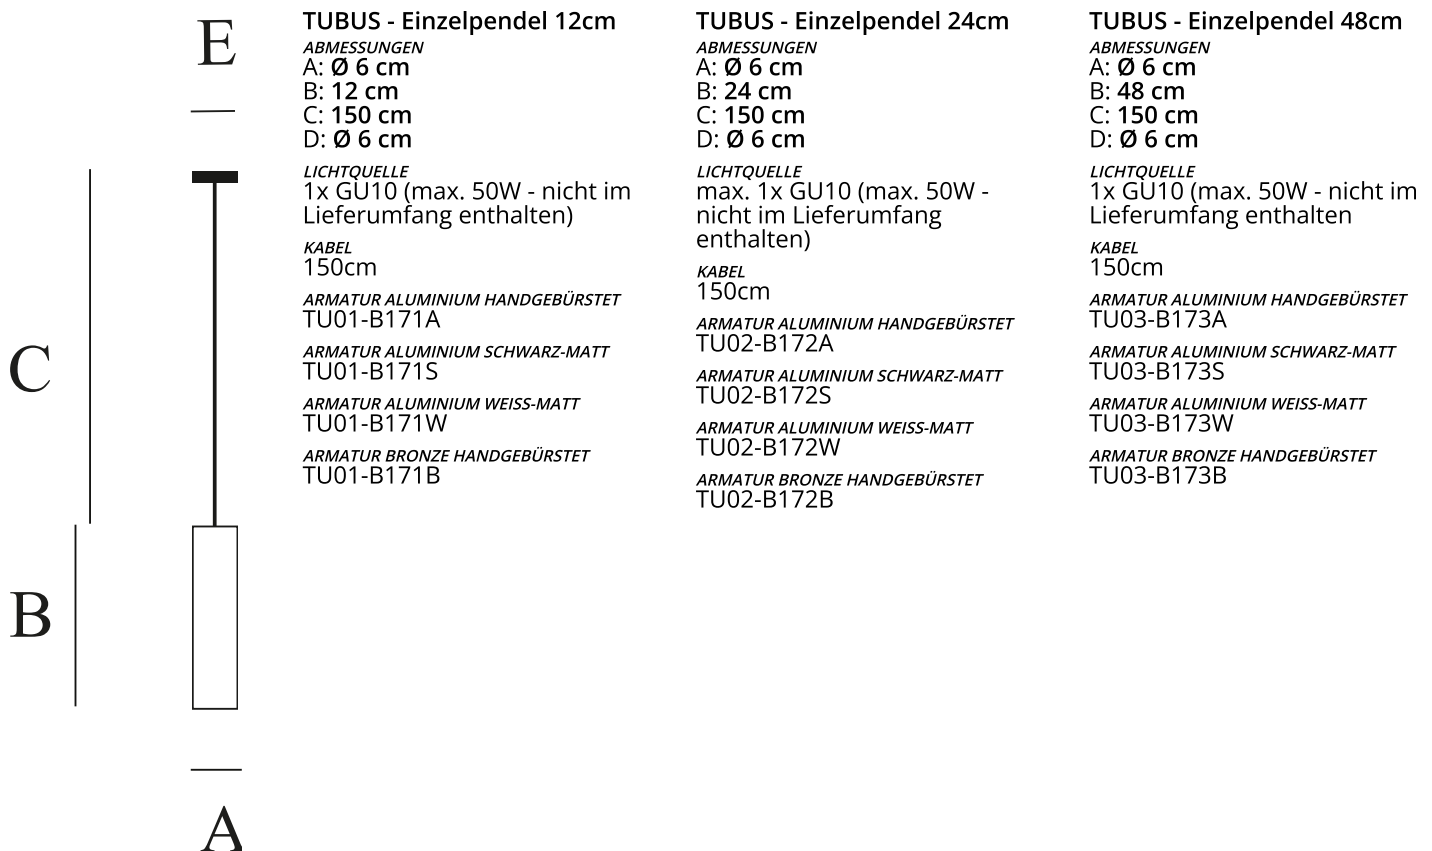 E
C
B
A
TUBUS - Einzelpendel 12cm
ABMESSUNGEN
A: Ø 6 cm
B: 12 cm
C: 150 cm
D: Ø 6 cm
LICHTQUELLE
1x GU10 (max. 50W - nicht im
Lieferumfang enthalten)
KABEL
150cm
ARMATUR ALUMINIUM HANDGEBÜRSTET
TU01-B171A
ARMATUR ALUMINIUM SCHWARZ-MATT
TU01-B171S
ARMATUR ALUMINIUM WEISS-MATT
TU01-B171W
ARMATUR BRONZE HANDGEBÜRSTET
TU01-B171B
TUBUS - Einzelpendel 24cm
ABMESSUNGEN
A: Ø 6 cm
B: 24 cm
C: 150 cm
D: Ø 6 cm
LICHTQUELLE
max. 1x GU10 (max. 50W -
nicht im Lieferumfang
enthalten)
KABEL
150cm
ARMATUR ALUMINIUM HANDGEBÜRSTET
TU02-B172A
ARMATUR ALUMINIUM SCHWARZ-MATT
TU02-B172S
ARMATUR ALUMINIUM WEISS-MATT
TU02-B172W
ARMATUR BRONZE HANDGEBÜRSTET
TU02-B172B
TUBUS - Einzelpendel 48cm
ABMESSUNGEN
A: Ø 6 cm
B: 48 cm
C: 150 cm
D: Ø 6 cm
LICHTQUELLE
1x GU10 (max. 50W - nicht im
Lieferumfang enthalten
KABEL
150cm
ARMATUR ALUMINIUM HANDGEBÜRSTET
TU03-B173A
ARMATUR ALUMINIUM SCHWARZ-MATT
TU03-B173S
ARMATUR ALUMINIUM WEISS-MATT
TU03-B173W
ARMATUR BRONZE HANDGEBÜRSTET
TU03-B173B